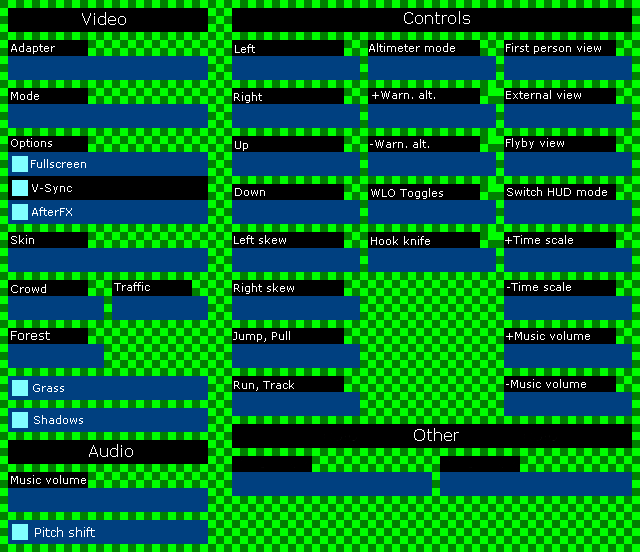 Video
Adapter
Mode
Options
Fullscreen
V-Sync
AfterFX
Skin
Crowd
Traffic
Forest
Grass
Shadows
Audio
Music volume
Pitch shift
Controls
Left
Right
Up
Down
Left skew
Right skew
Jump, Pull
Run, Track
Altimeter mode
+Warn. alt.
-Warn. alt.
WLO Toggles
Hook knife
First person view
External view
Flyby view
Switch HUD mode
+Time scale
-Time scale
+Music volume
-Music volume
Other